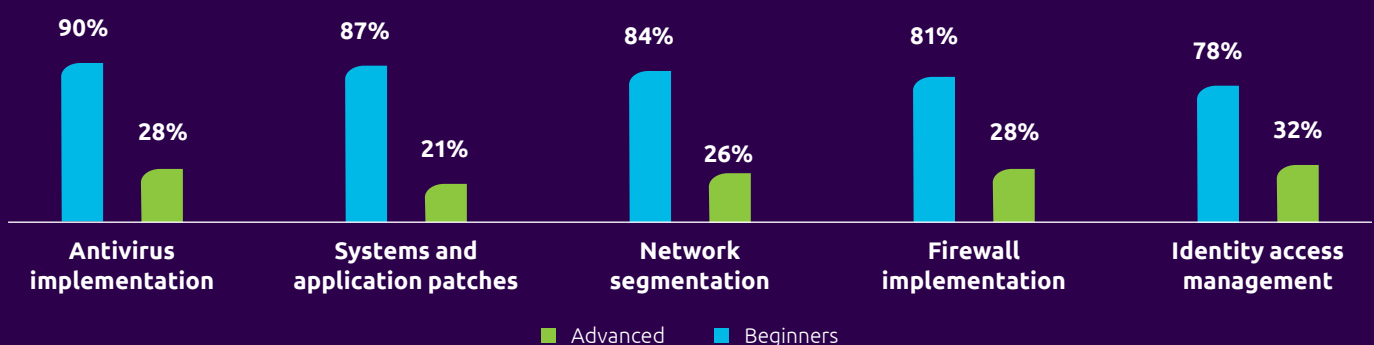 90%
28%
87%
21%
84%
26%
81%
28%
78%
32%
Antivirus
implementation
Systems and
application patches
Network
segmentation
Firewall
implementation
Identity access
management
Advanced
Beginners